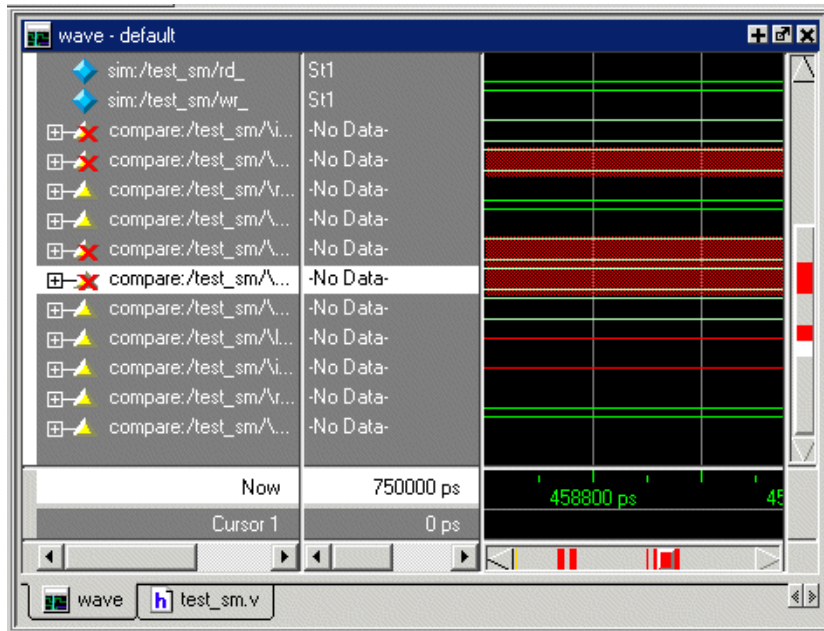 wave - default
sim:/test_sm/rd_ St1
sim:/test_sm/wr_ St1
compare:/test_sm/\i... -No Data-
compare:/test_sm/\... -No Data-
compare:/test_sm/\r... -No Data-
compare:/test_sm/\... -No Data-
compare:/test_sm/\... -No Data-
compare:/test_sm/\... -No Data-
compare:/test_sm/\... -No Data-
compare:/test_sm/\l... -No Data-
compare:/test_sm/\i... -No Data-
compare:/test_sm/\r... -No Data-
compare:/test_sm/\... -No Data-
Now 750000 ps 458800 ps 45
Cursor 1 0 ps
wave h test_sm.v